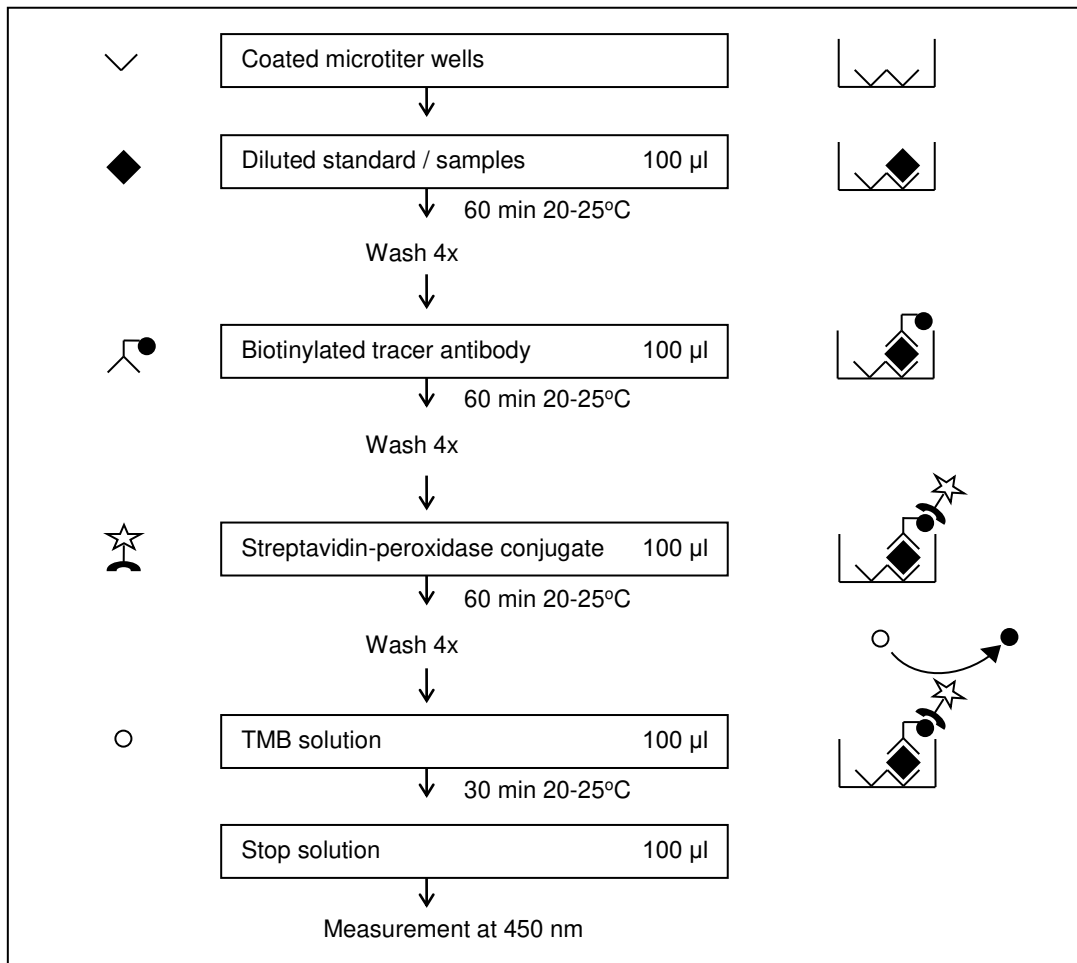 Coated microtiter wells
Diluted standard / samples 100 µl
60 min 20-25ºC
Wash 4x
Biotinylated tracer antibody 100 µl
60 min 20-25ºC
Wash 4x
Streptavidin-peroxidase conjugate 100 µl
60 min 20-25ºC
Wash 4x
TMB solution 100 µl
30 min 20-25ºC
Stop solution 100 µl
Measurement at 450 nm